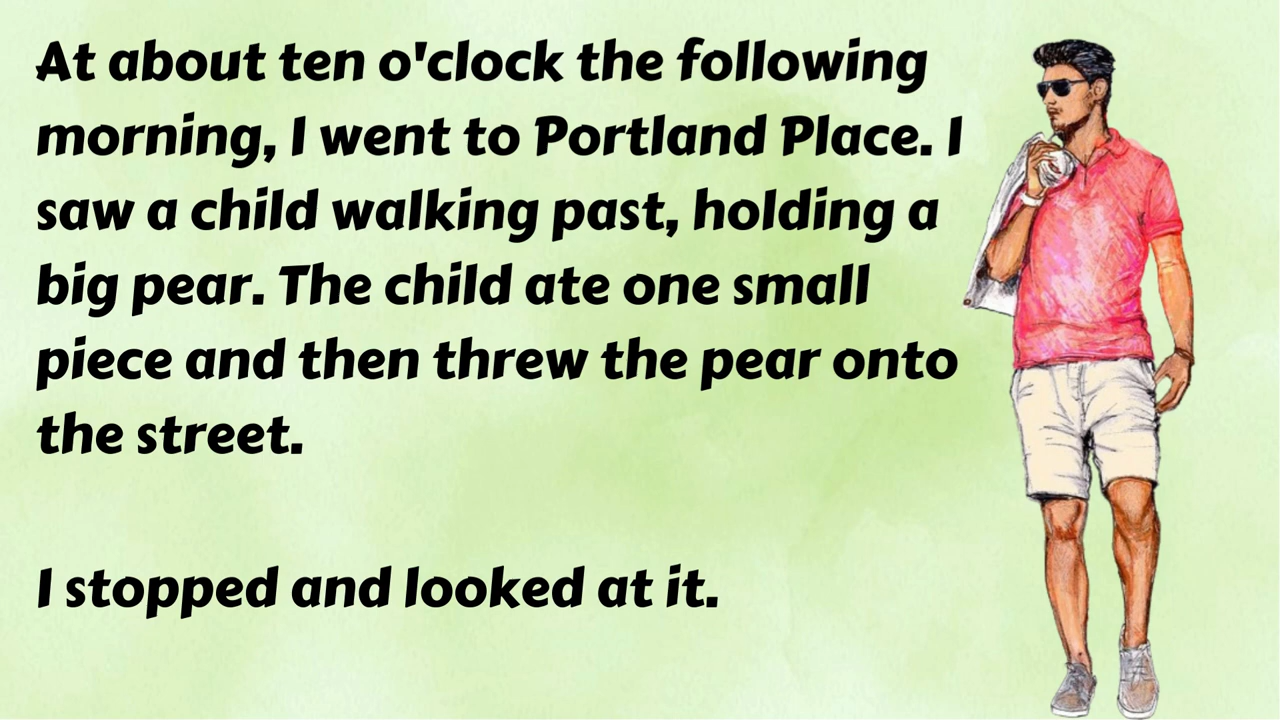 At about ten o'clock the following
morning, I went to Portland Place. I
saw a child walking past, holding a
big pear. The child ate one small
piece and then threw the pear onto
the street.
I stopped and looked at it.